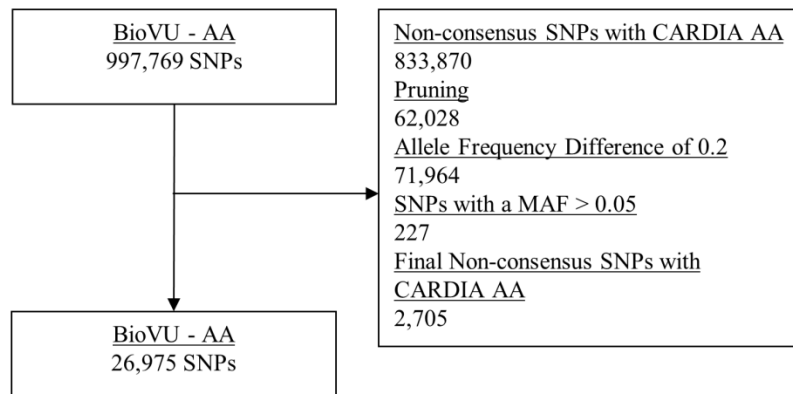 BioVU - AA
997,769 SNPs
Non-consensus SNPs with CARDIA AA
833,870
Pruning
62,028
Allele Frequency Difference of 0.2
71,964
SNPs with a MAF > 0.05
227
Final Non-consensus SNPs with
CARDIA AA
2,705
BioVU - AA
26,975 SNPs